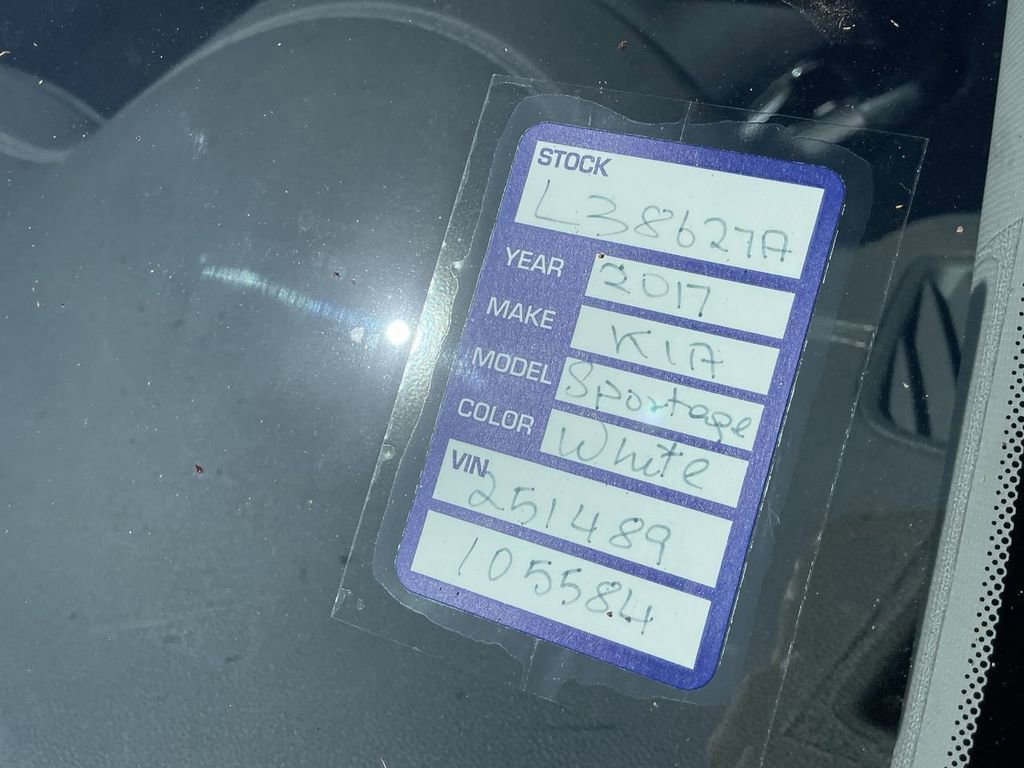 STOCK
L38627A
YEAR 2017
MAKE KIA
MODEL Sportage
COLOR White
VIN
251489
105584